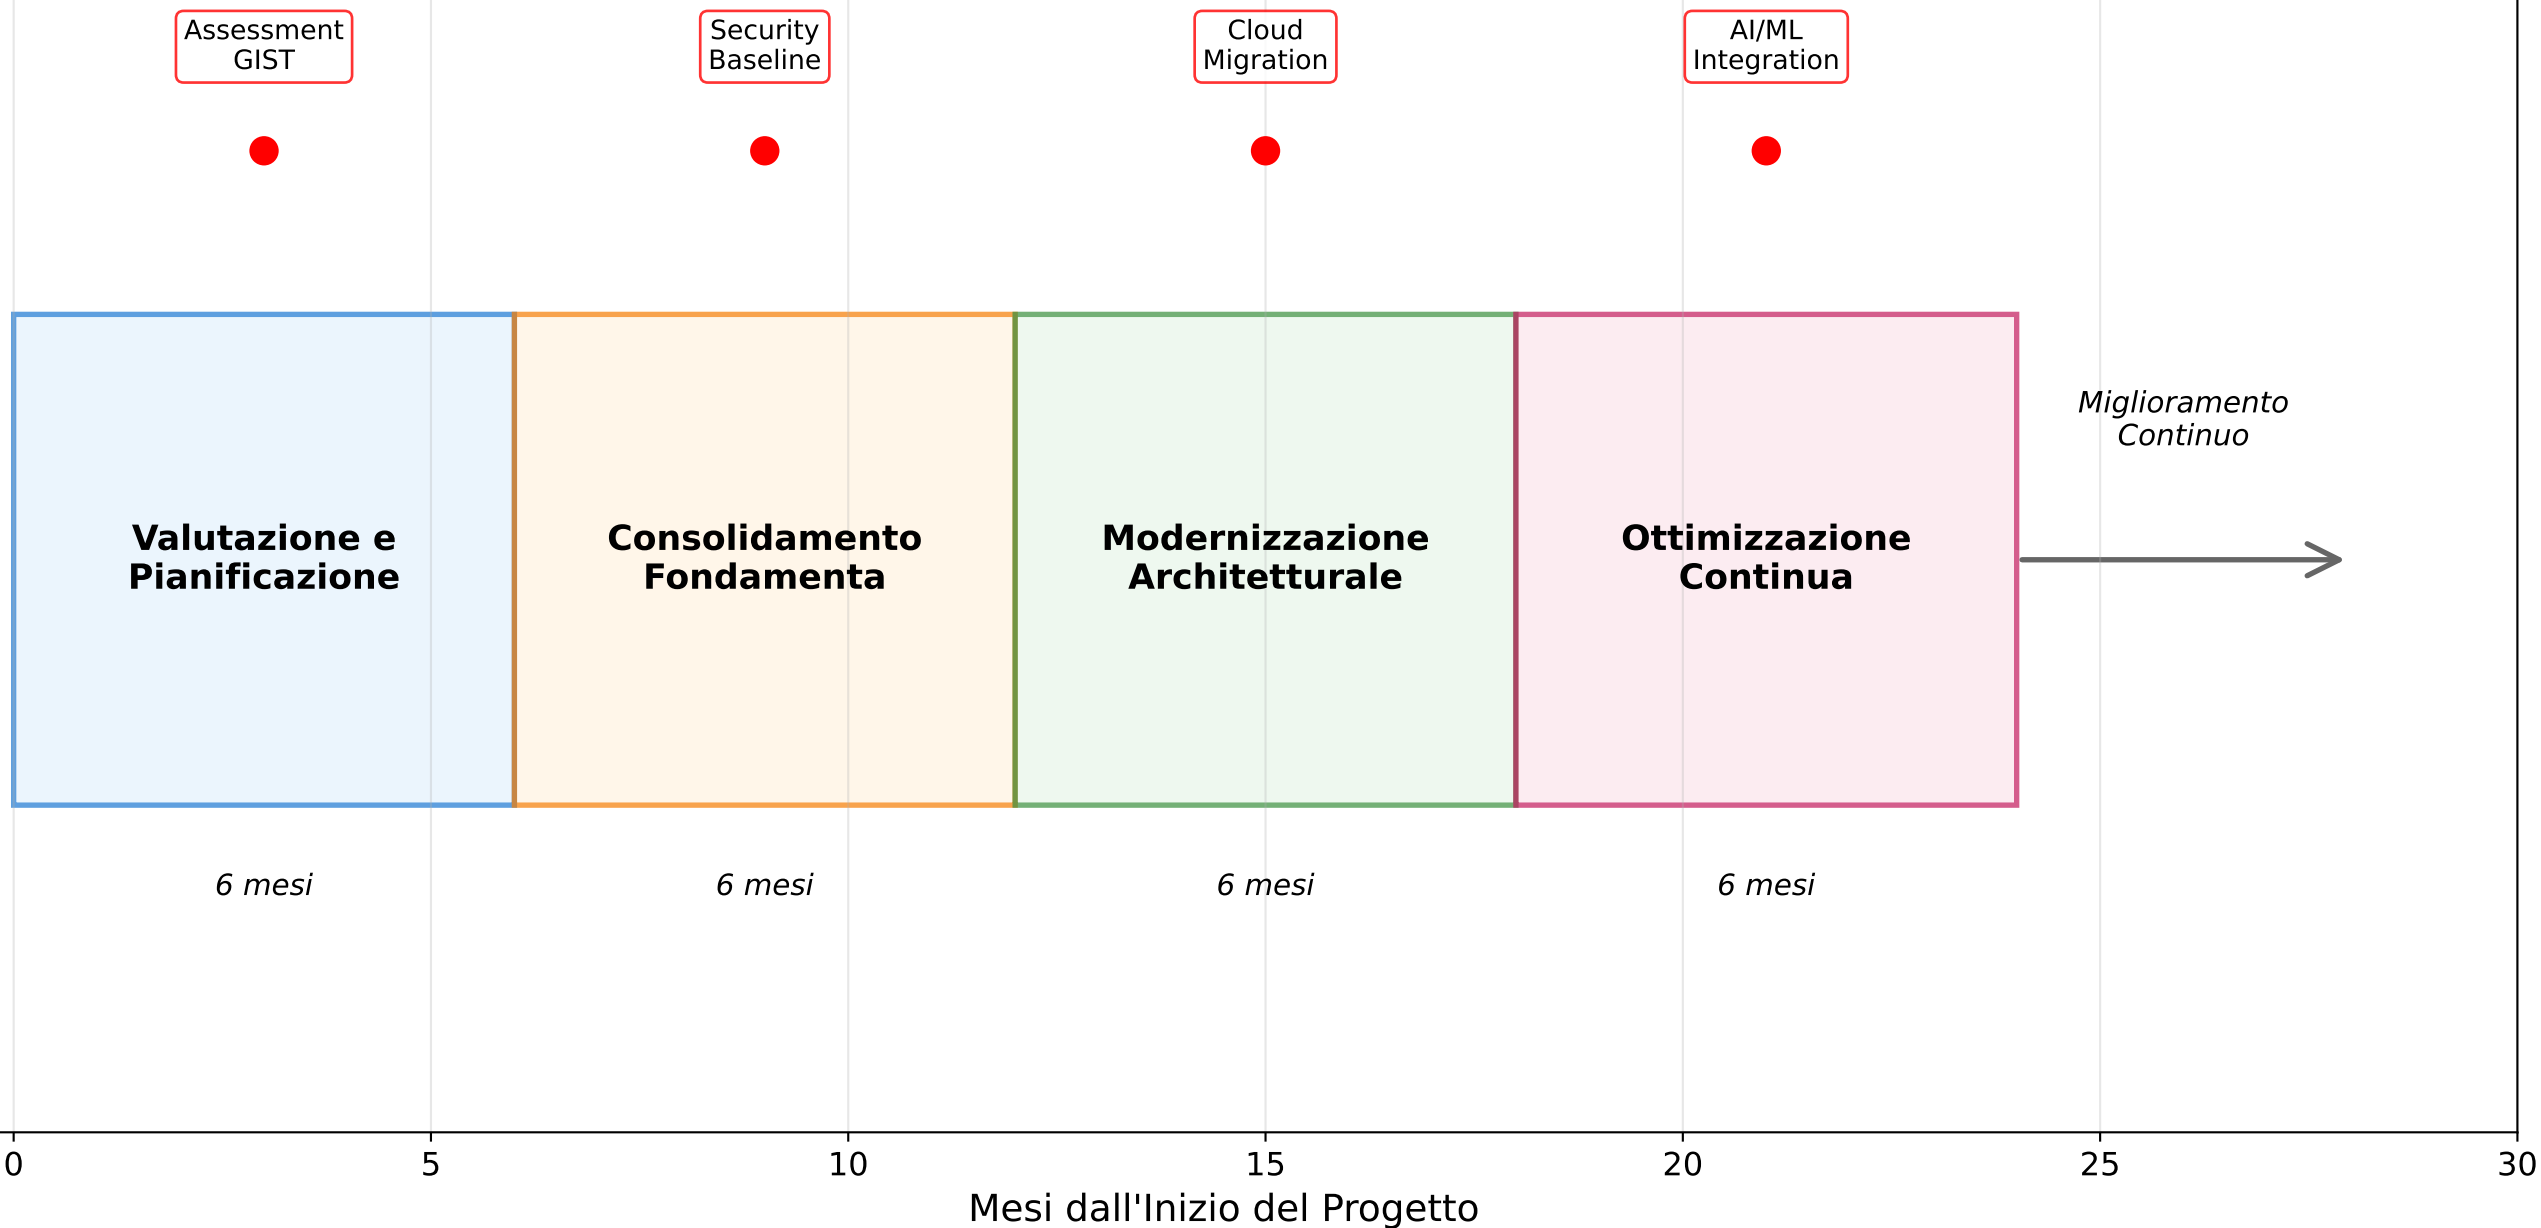 Assessment
GIST
Security
Baseline
Cloud
Migration
AI/ML
Integration
Miglioramento
Continuo
Valutazione e
Pianificazione
Consolidamento
Fondamenta
Modernizzazione
Architetturale
Ottimizzazione
Continua
6 mesi
6 mesi
6 mesi
6 mesi
0
5
10
15
20
25
30
Mesi dall'Inizio del Progetto